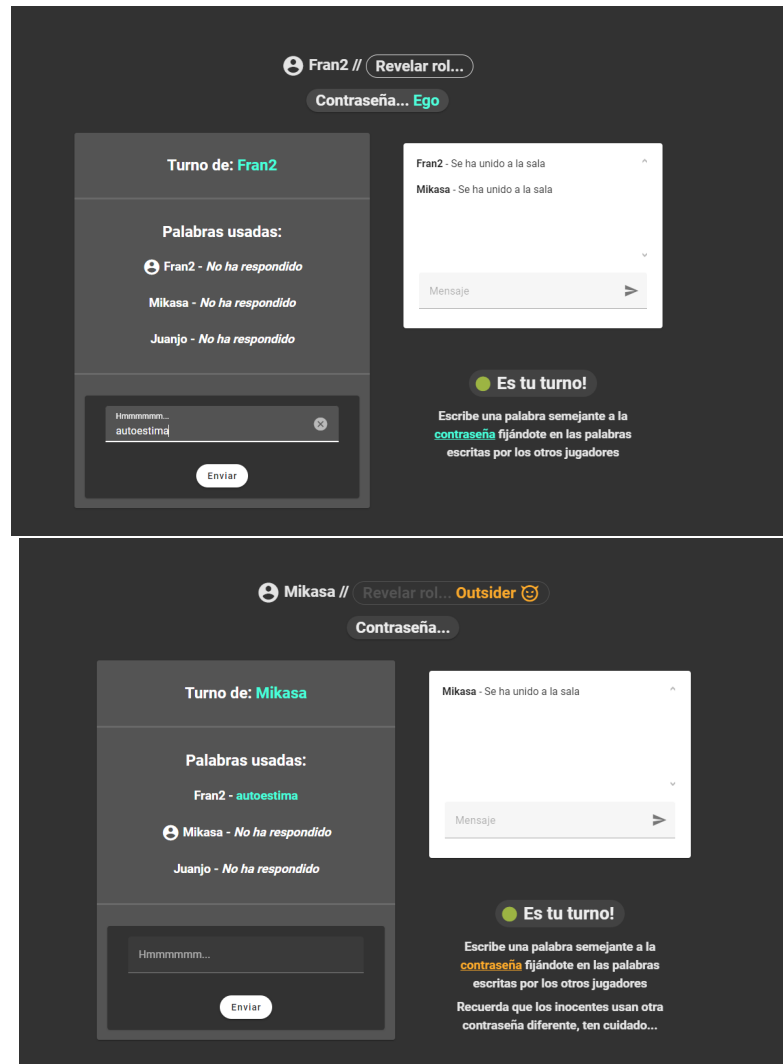 Fran2 // Revelar rol...
Contraseña... Ego
Turno de: Fran2
Palabras usadas:
Fran2 - No ha respondido
Mikasa - No ha respondido
Juanjo - No ha respondido
Hmmmmmm...
autoestima
Enviar
Fran2 - Se ha unido a la sala
Mikasa - Se ha unido a la sala
Mensaje
Es tu turno!
Escribe una palabra semejante a la
contraseña fijándote en las palabras
escritas por los otros jugadores
Mikasa // Revelar rol... Outsider
Contraseña...
Turno de: Mikasa
Palabras usadas:
Fran2 - autoestima
Mikasa - No ha respondido
Juanjo - No ha respondido
Hmmmmmm...
Enviar
Mikasa - Se ha unido a la sala
Mensaje
Es tu turno!
Escribe una palabra semejante a la
contraseña fijándote en las palabras
escritas por los otros jugadores
Recuerda que los inocentes usan otra
contraseña diferente, ten cuidado...